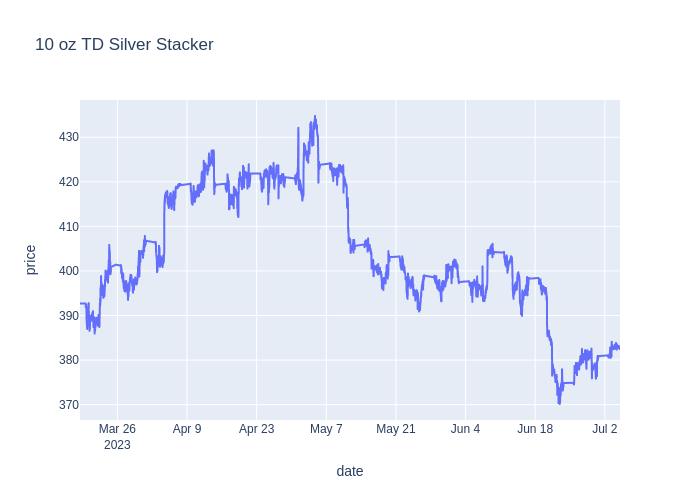 10 oz TD Silver Stacker
price
430
420
410
400
390
380
370
Mar 26
2023
Apr 9
Apr 23
May 7
May 21
Jun 4
Jun 18
Jul 2
date